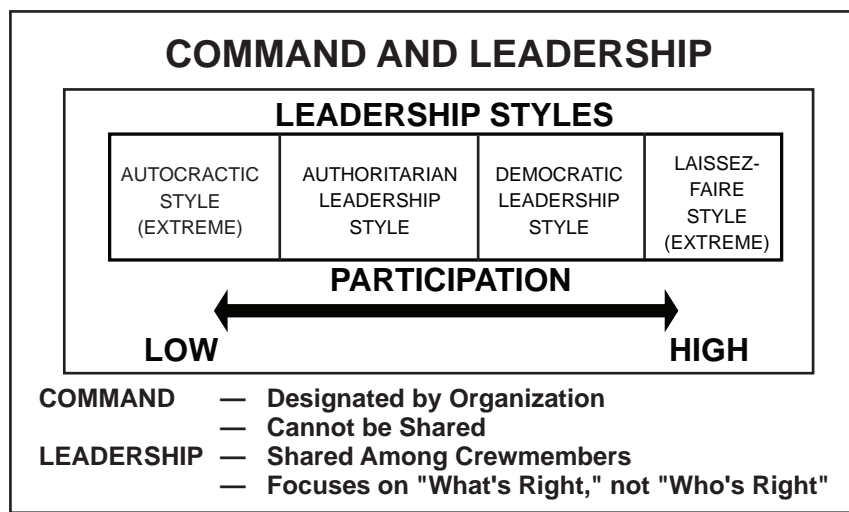 COMMAND AND LEADERSHIP
LEADERSHIP STYLES
AUTOCRACTIC
STYLE
(EXTREME)
AUTHORITARIAN
LEADERSHIP
STYLE
DEMOCRATIC
LEADERSHIP
STYLE
LAISSEZ-
FAIRE
STYLE
(EXTREME)
PARTICIPATION
LOW HIGH
COMMAND — Designated by Organization
— Cannot be Shared
LEADERSHIP — Shared Among Crewmembers
— Focuses on "What's Right," not "Who's Right"